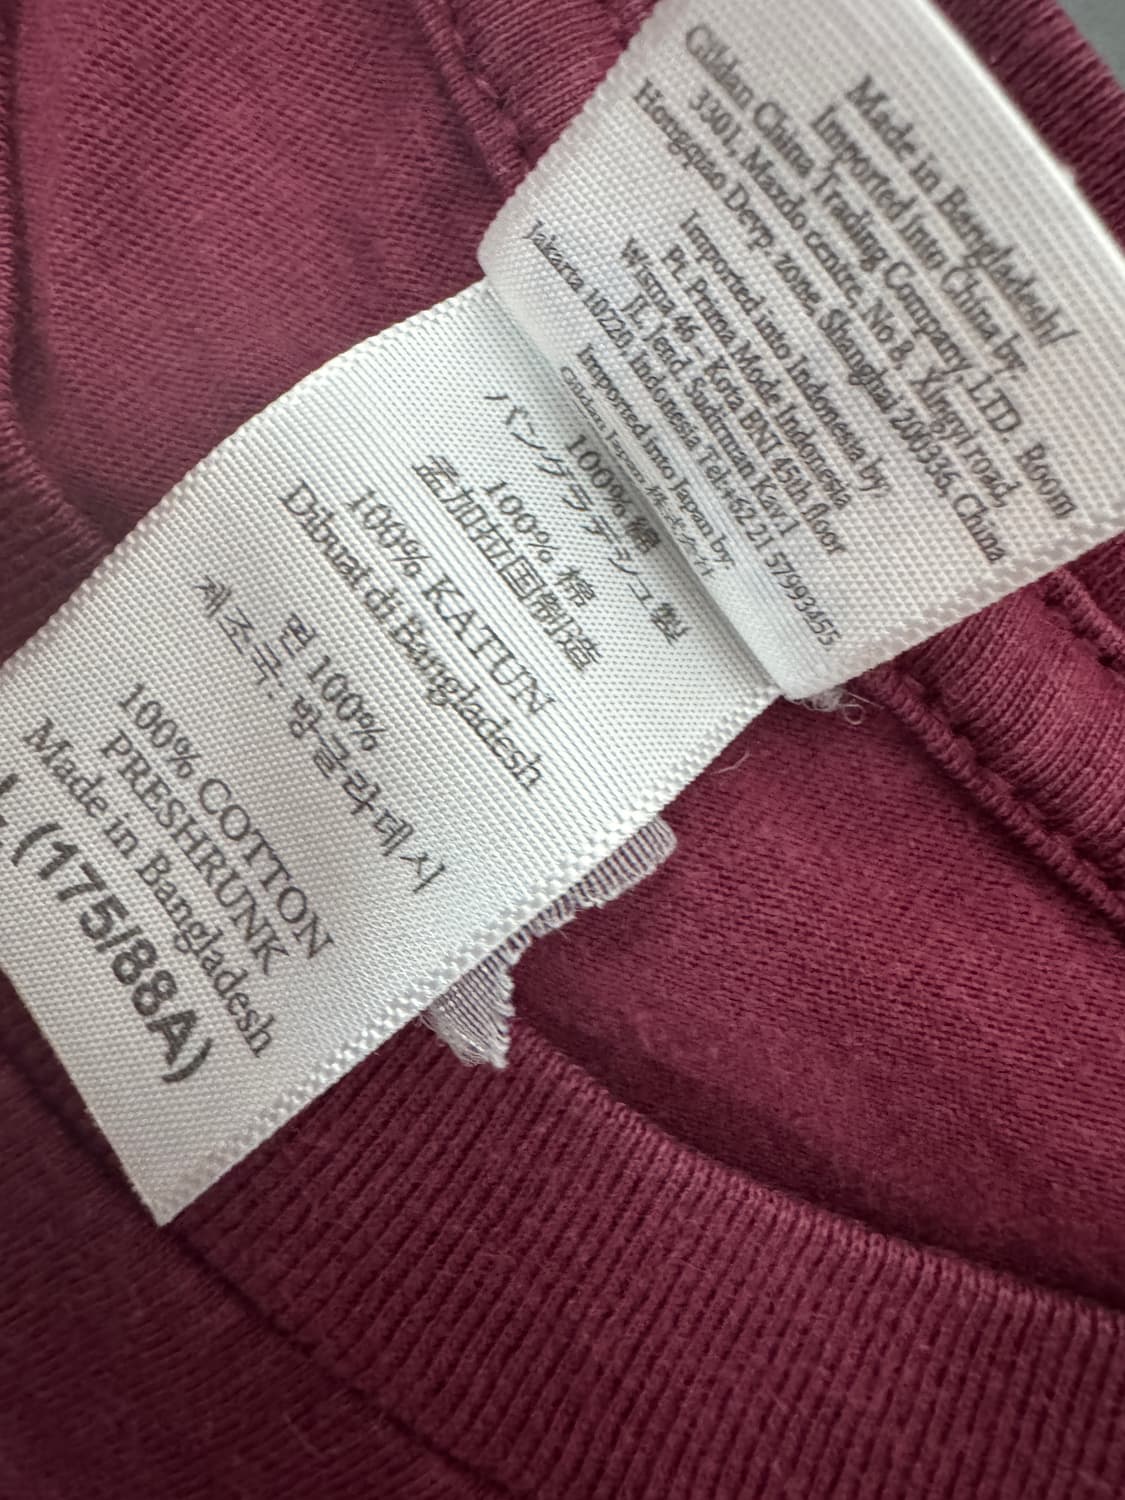 Made in Bangladesh/
Imported into China by
Gildan China Trading Company, LTD. Room
3301, Maxdo centre, No 8, Xingyi road,
Hongqiao Devp. zone, Shanghai 200336, China
Imported into Indonesia by
Pt. Prima Mode Indonesia
Wisma 46 – Kota BNI 45th floor
Jl. Jend. Sudirman Kav.1
Jakarta 10220, Indonesia Tel:+62 21 57993455
Imported into Japan by
Gildan Japan
100% 綿
バングラデシュ製
100% 棉
孟加拉国制造
100% KATUN
Dibuat di Bangladesh
면 100%
제조국: 방글라데시
100% COTTON
PRESHRUNK
Made in Bangladesh
(175/88A)